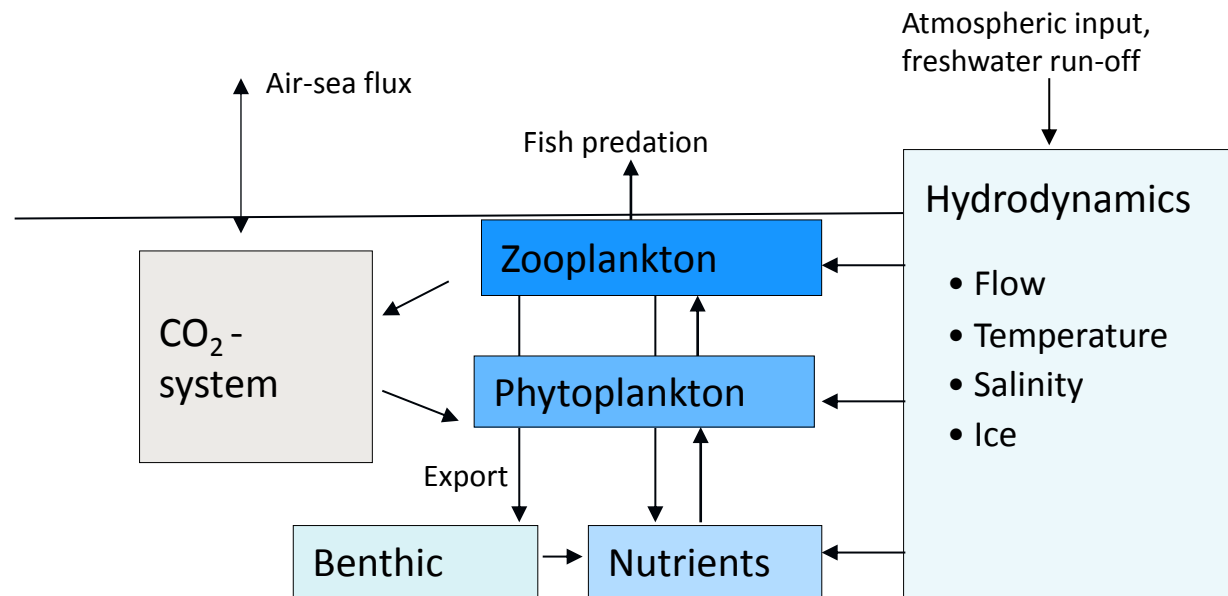 Atmospheric input,
freshwater run-off
Air-sea flux
Fish predation
Hydrodynamics
• Flow
• Temperature
• Salinity
• Ice
Zooplankton
CO₂ -
system
Phytoplankton
Export
Benthic
Nutrients